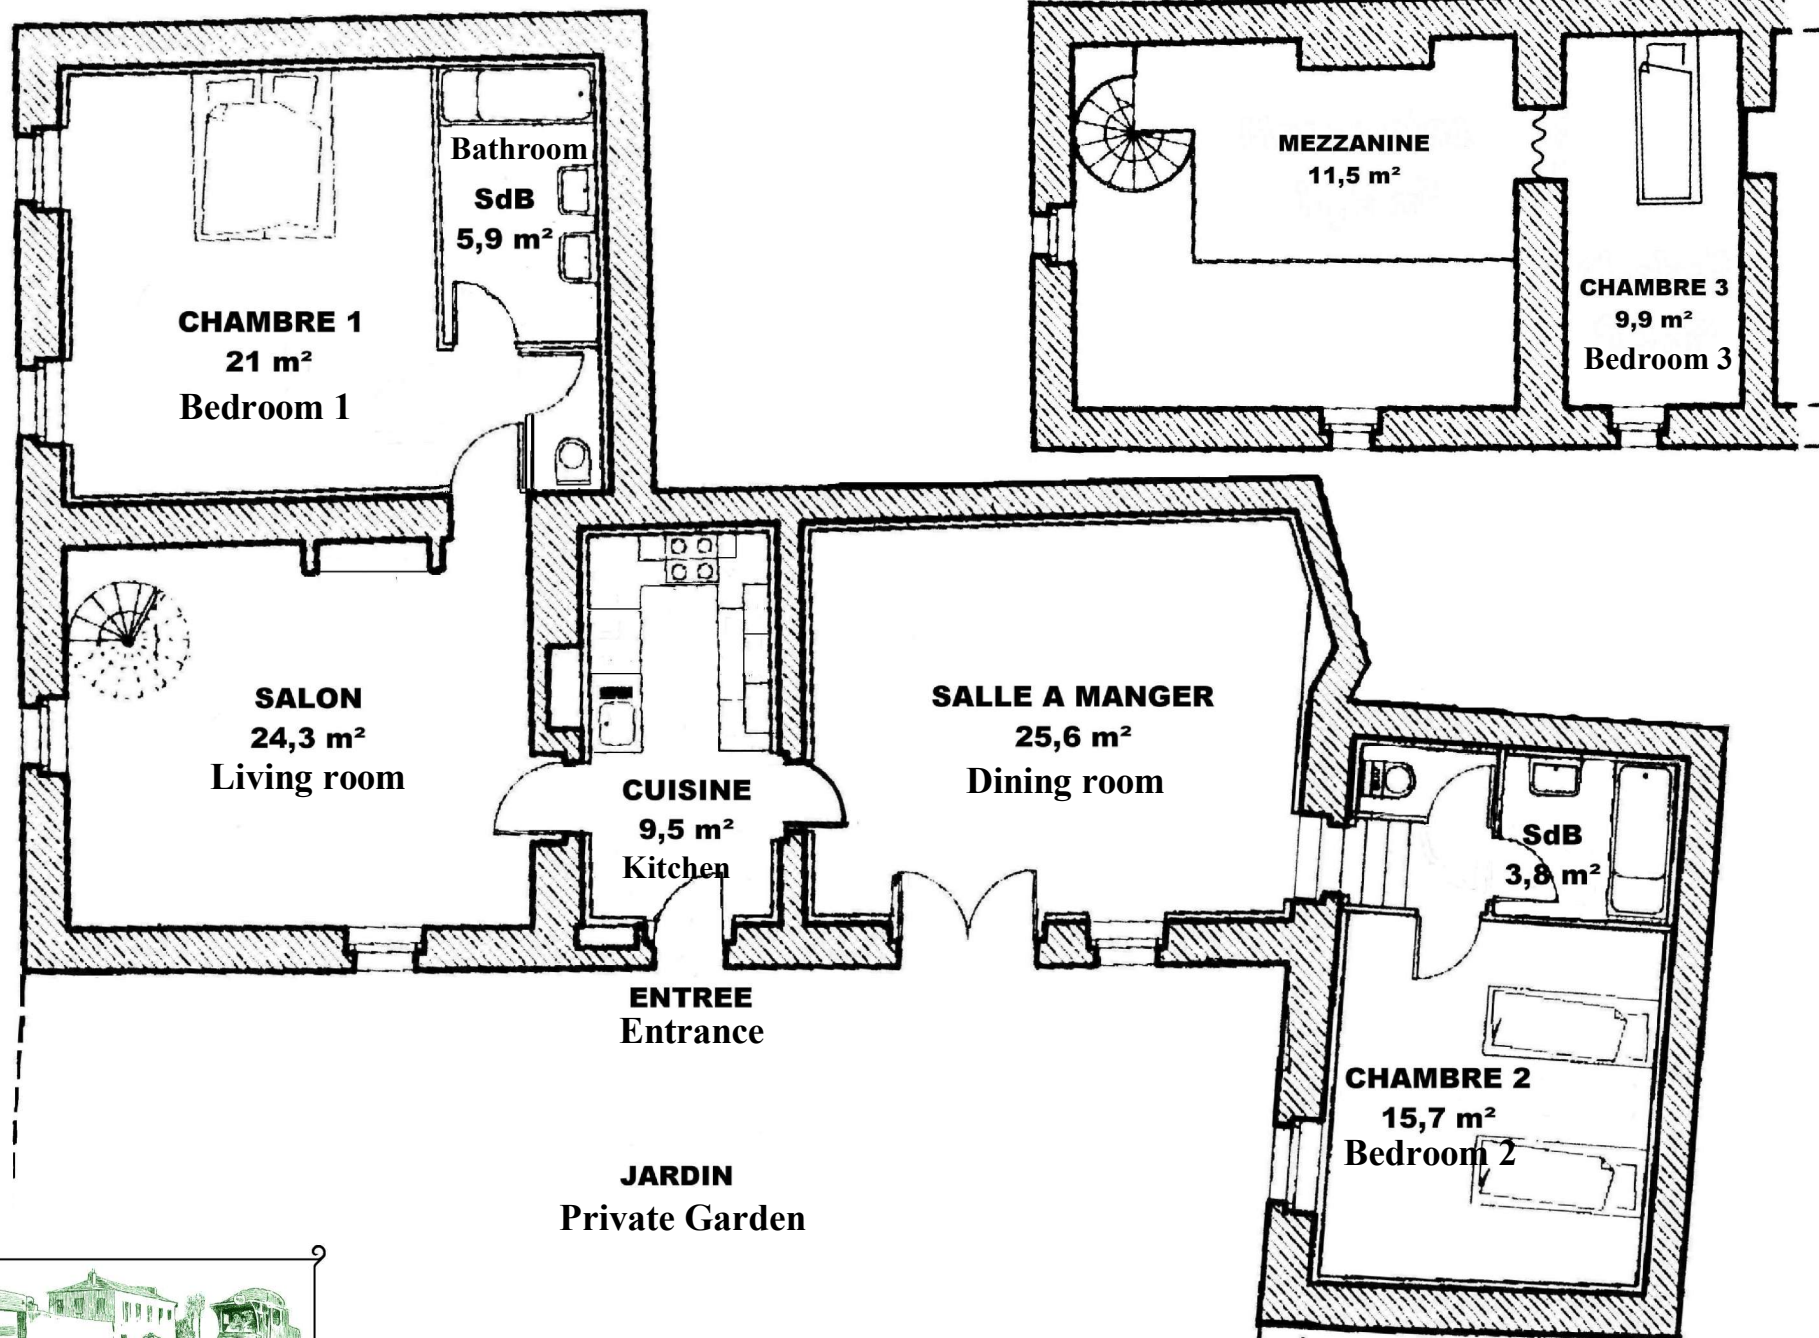 Bathroom
SdB
5,9 m²
CHAMBRE 1
21 m²
Bedroom 1
MEZZANINE
11,5 m²
CHAMBRE 3
9,9 m²
Bedroom 3
SALON
24,3 m²
Living room
CUISINE
9,5 m²
Kitchen
SALLE A MANGER
25,6 m²
Dining room
SdB
3,8 m²
ENTREE
Entrance
CHAMBRE 2
15,7 m²
Bedroom 2
JARDIN
Private Garden